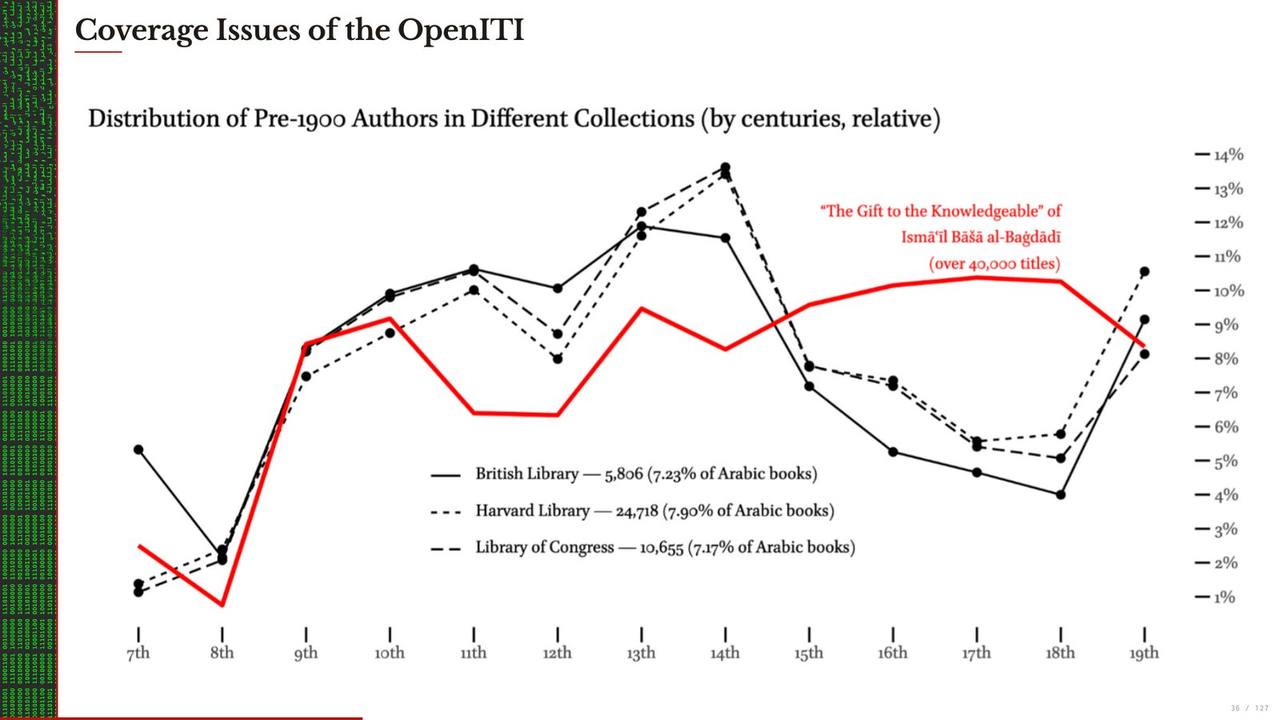 Coverage Issues of the OpenITI
Distribution of Pre-1900 Authors in Different Collections (by centuries, relative)
14%
13%
12%
11%
10%
9%
8%
7%
6%
5%
4%
3%
2%
1%
“The Gift to the Knowledgeable” of
Ismāʿīl Bāšā al-Baġdādī
(over 40,000 titles)
British Library — 5,806 (7.23% of Arabic books)
Harvard Library — 24,718 (7.90% of Arabic books)
Library of Congress — 10,655 (7.17% of Arabic books)
7th 8th 9th 10th 11th 12th 13th 14th 15th 16th 17th 18th 19th
36 / 127